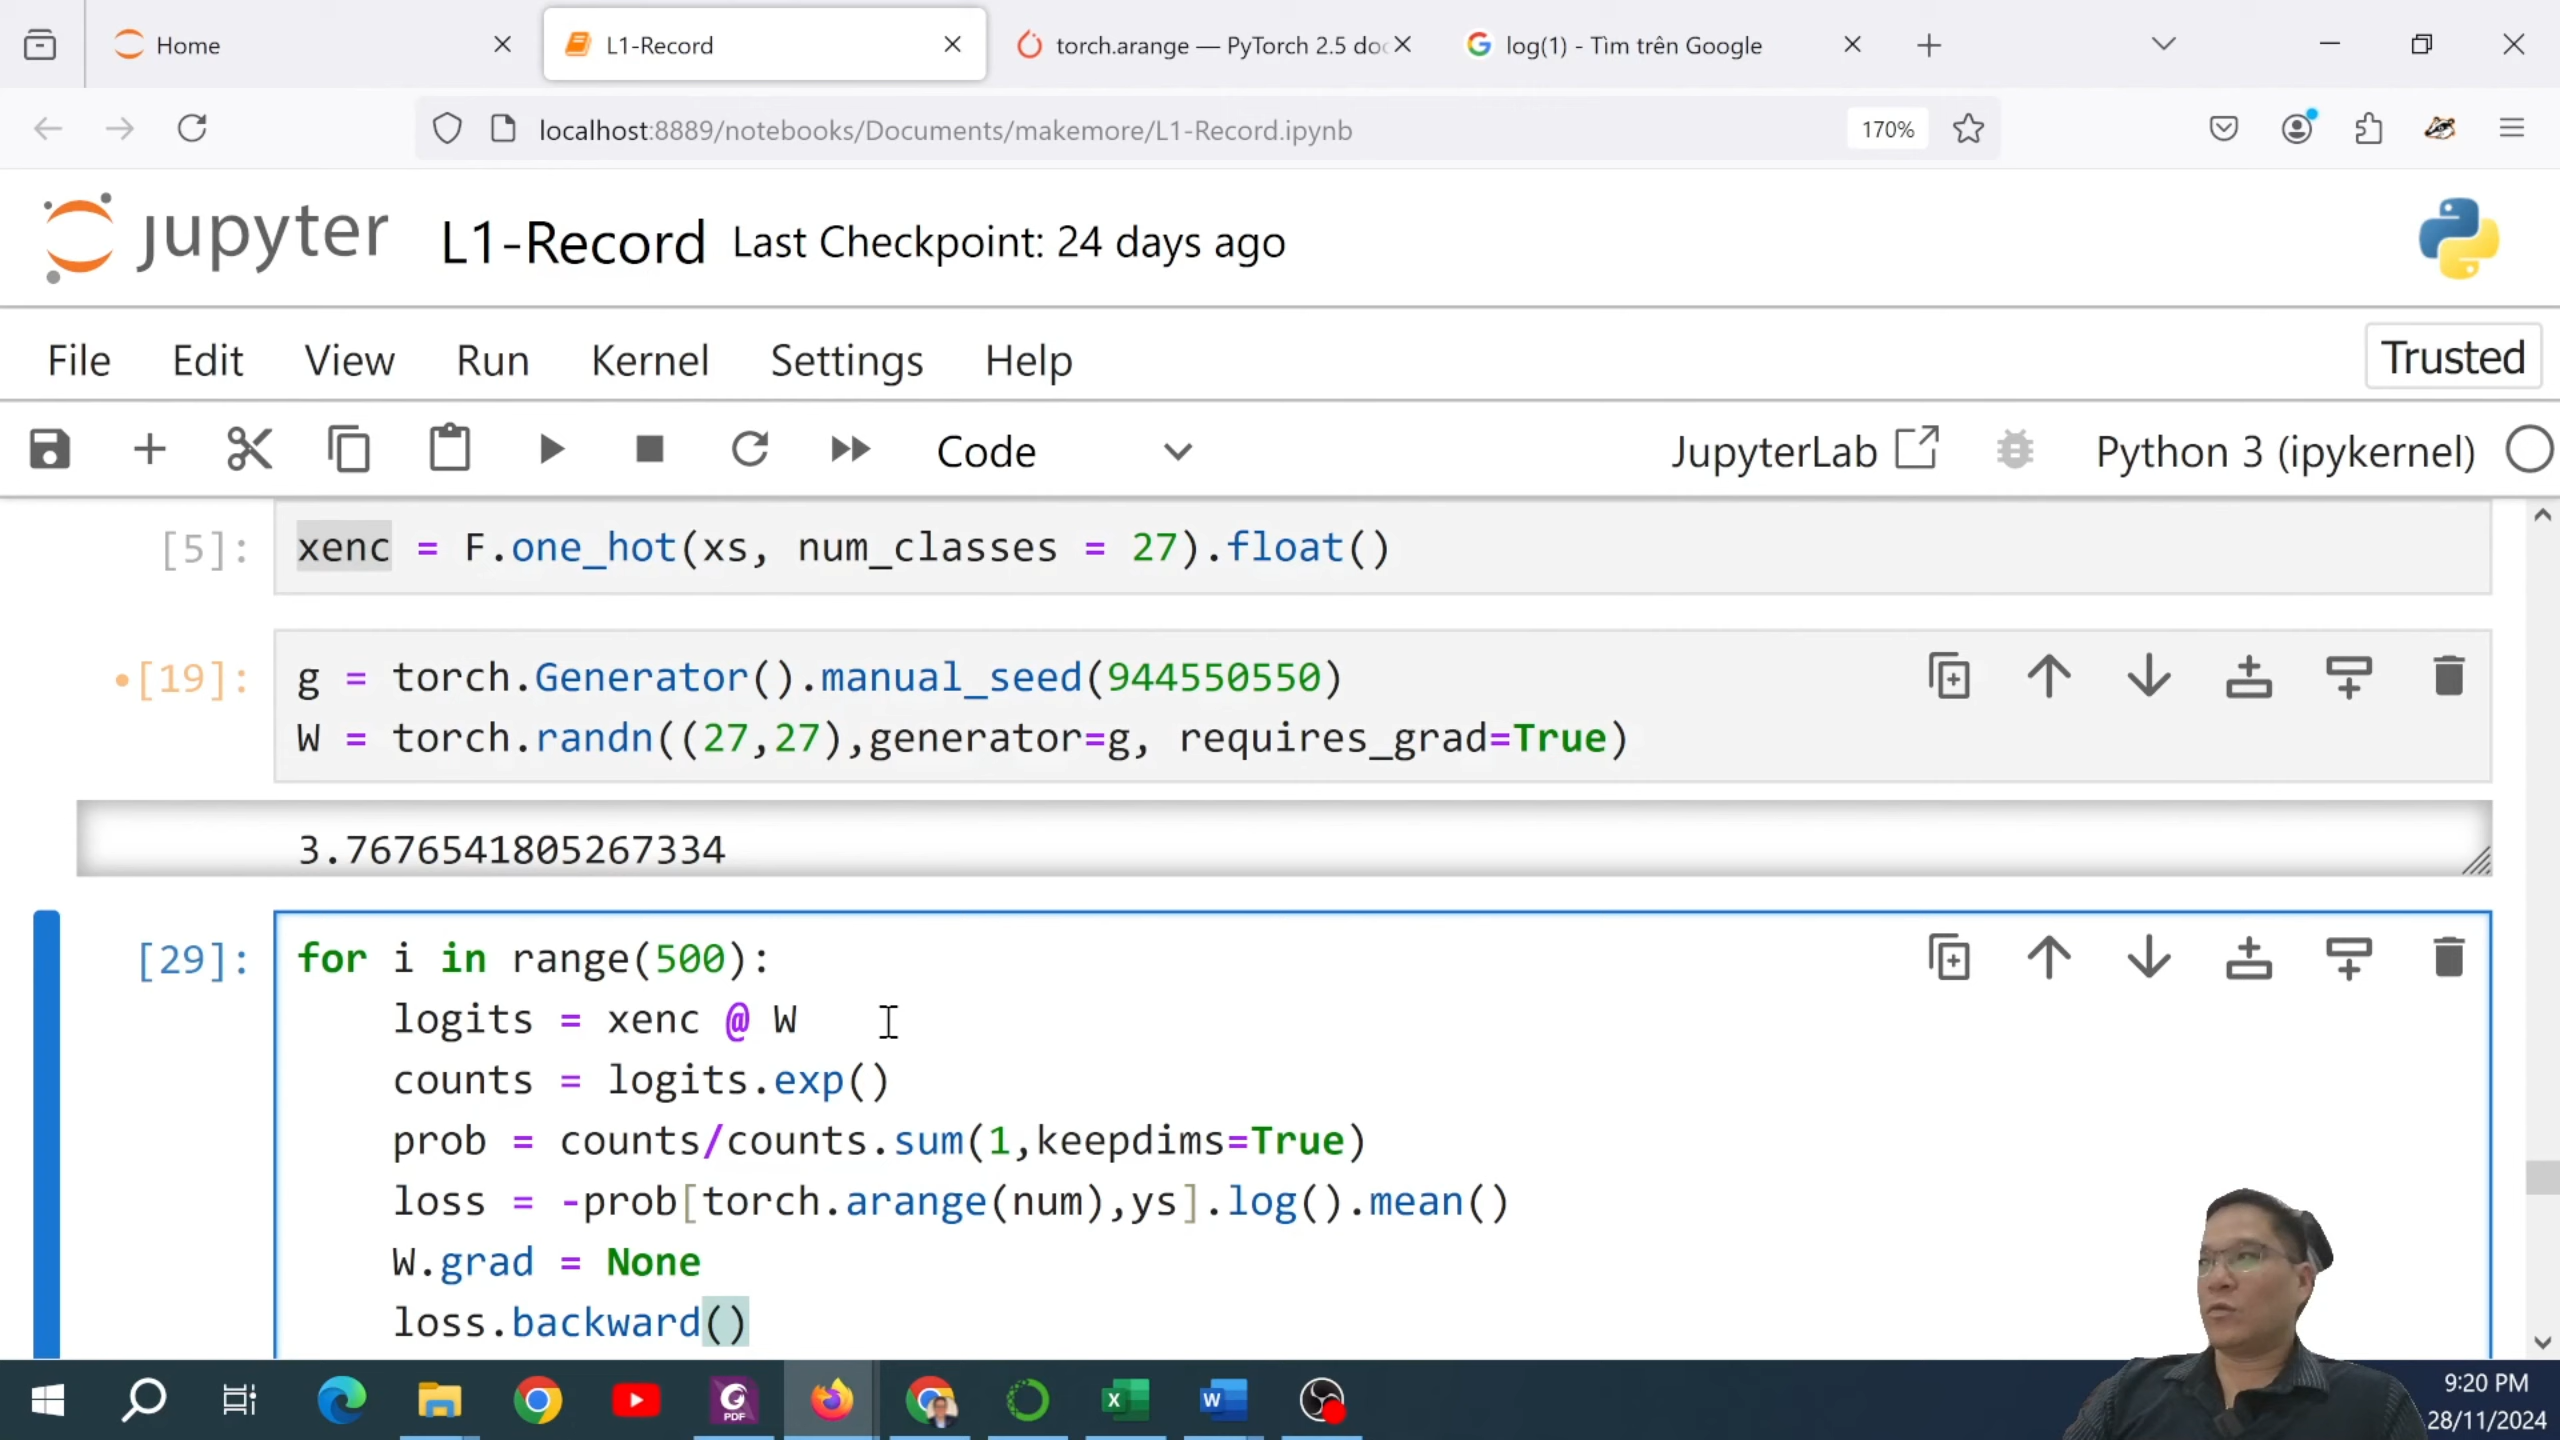 Home
L1-Record
torch.arange — PyTorch 2.5 doc
log(1) - Tìm trên Google
localhost:8889/notebooks/Documents/makemore/L1-Record.ipynb
170%
jupyter
L1-Record
Last Checkpoint: 24 days ago
File
Edit
View
Run
Kernel
Settings
Help
Trusted
Code
JupyterLab
Python 3 (ipykernel)
[5]:
xenc = F.one_hot(xs, num_classes = 27).float()
[19]:
g = torch.Generator().manual_seed(944550550)
W = torch.randn((27,27),generator=g, requires_grad=True)
3.7676541805267334
[29]:
for i in range(500):
logits = xenc @ W
counts = logits.exp()
prob = counts/counts.sum(1,keepdims=True)
loss = -prob[torch.arange(num),ys].log().mean()
W.grad = None
loss.backward()
PDF
9:20 PM
28/11/2024